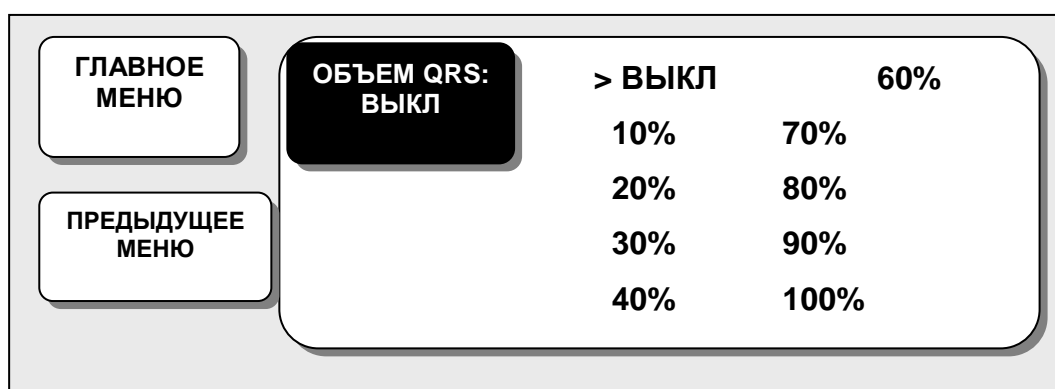 ГЛАВНОЕ
МЕНЮ
ПРЕДЫДУЩЕЕ
МЕНЮ
ОБЪЕМ QRS:
ВЫКЛ
> ВЫКЛ 60%
10% 70%
20% 80%
30% 90%
40% 100%